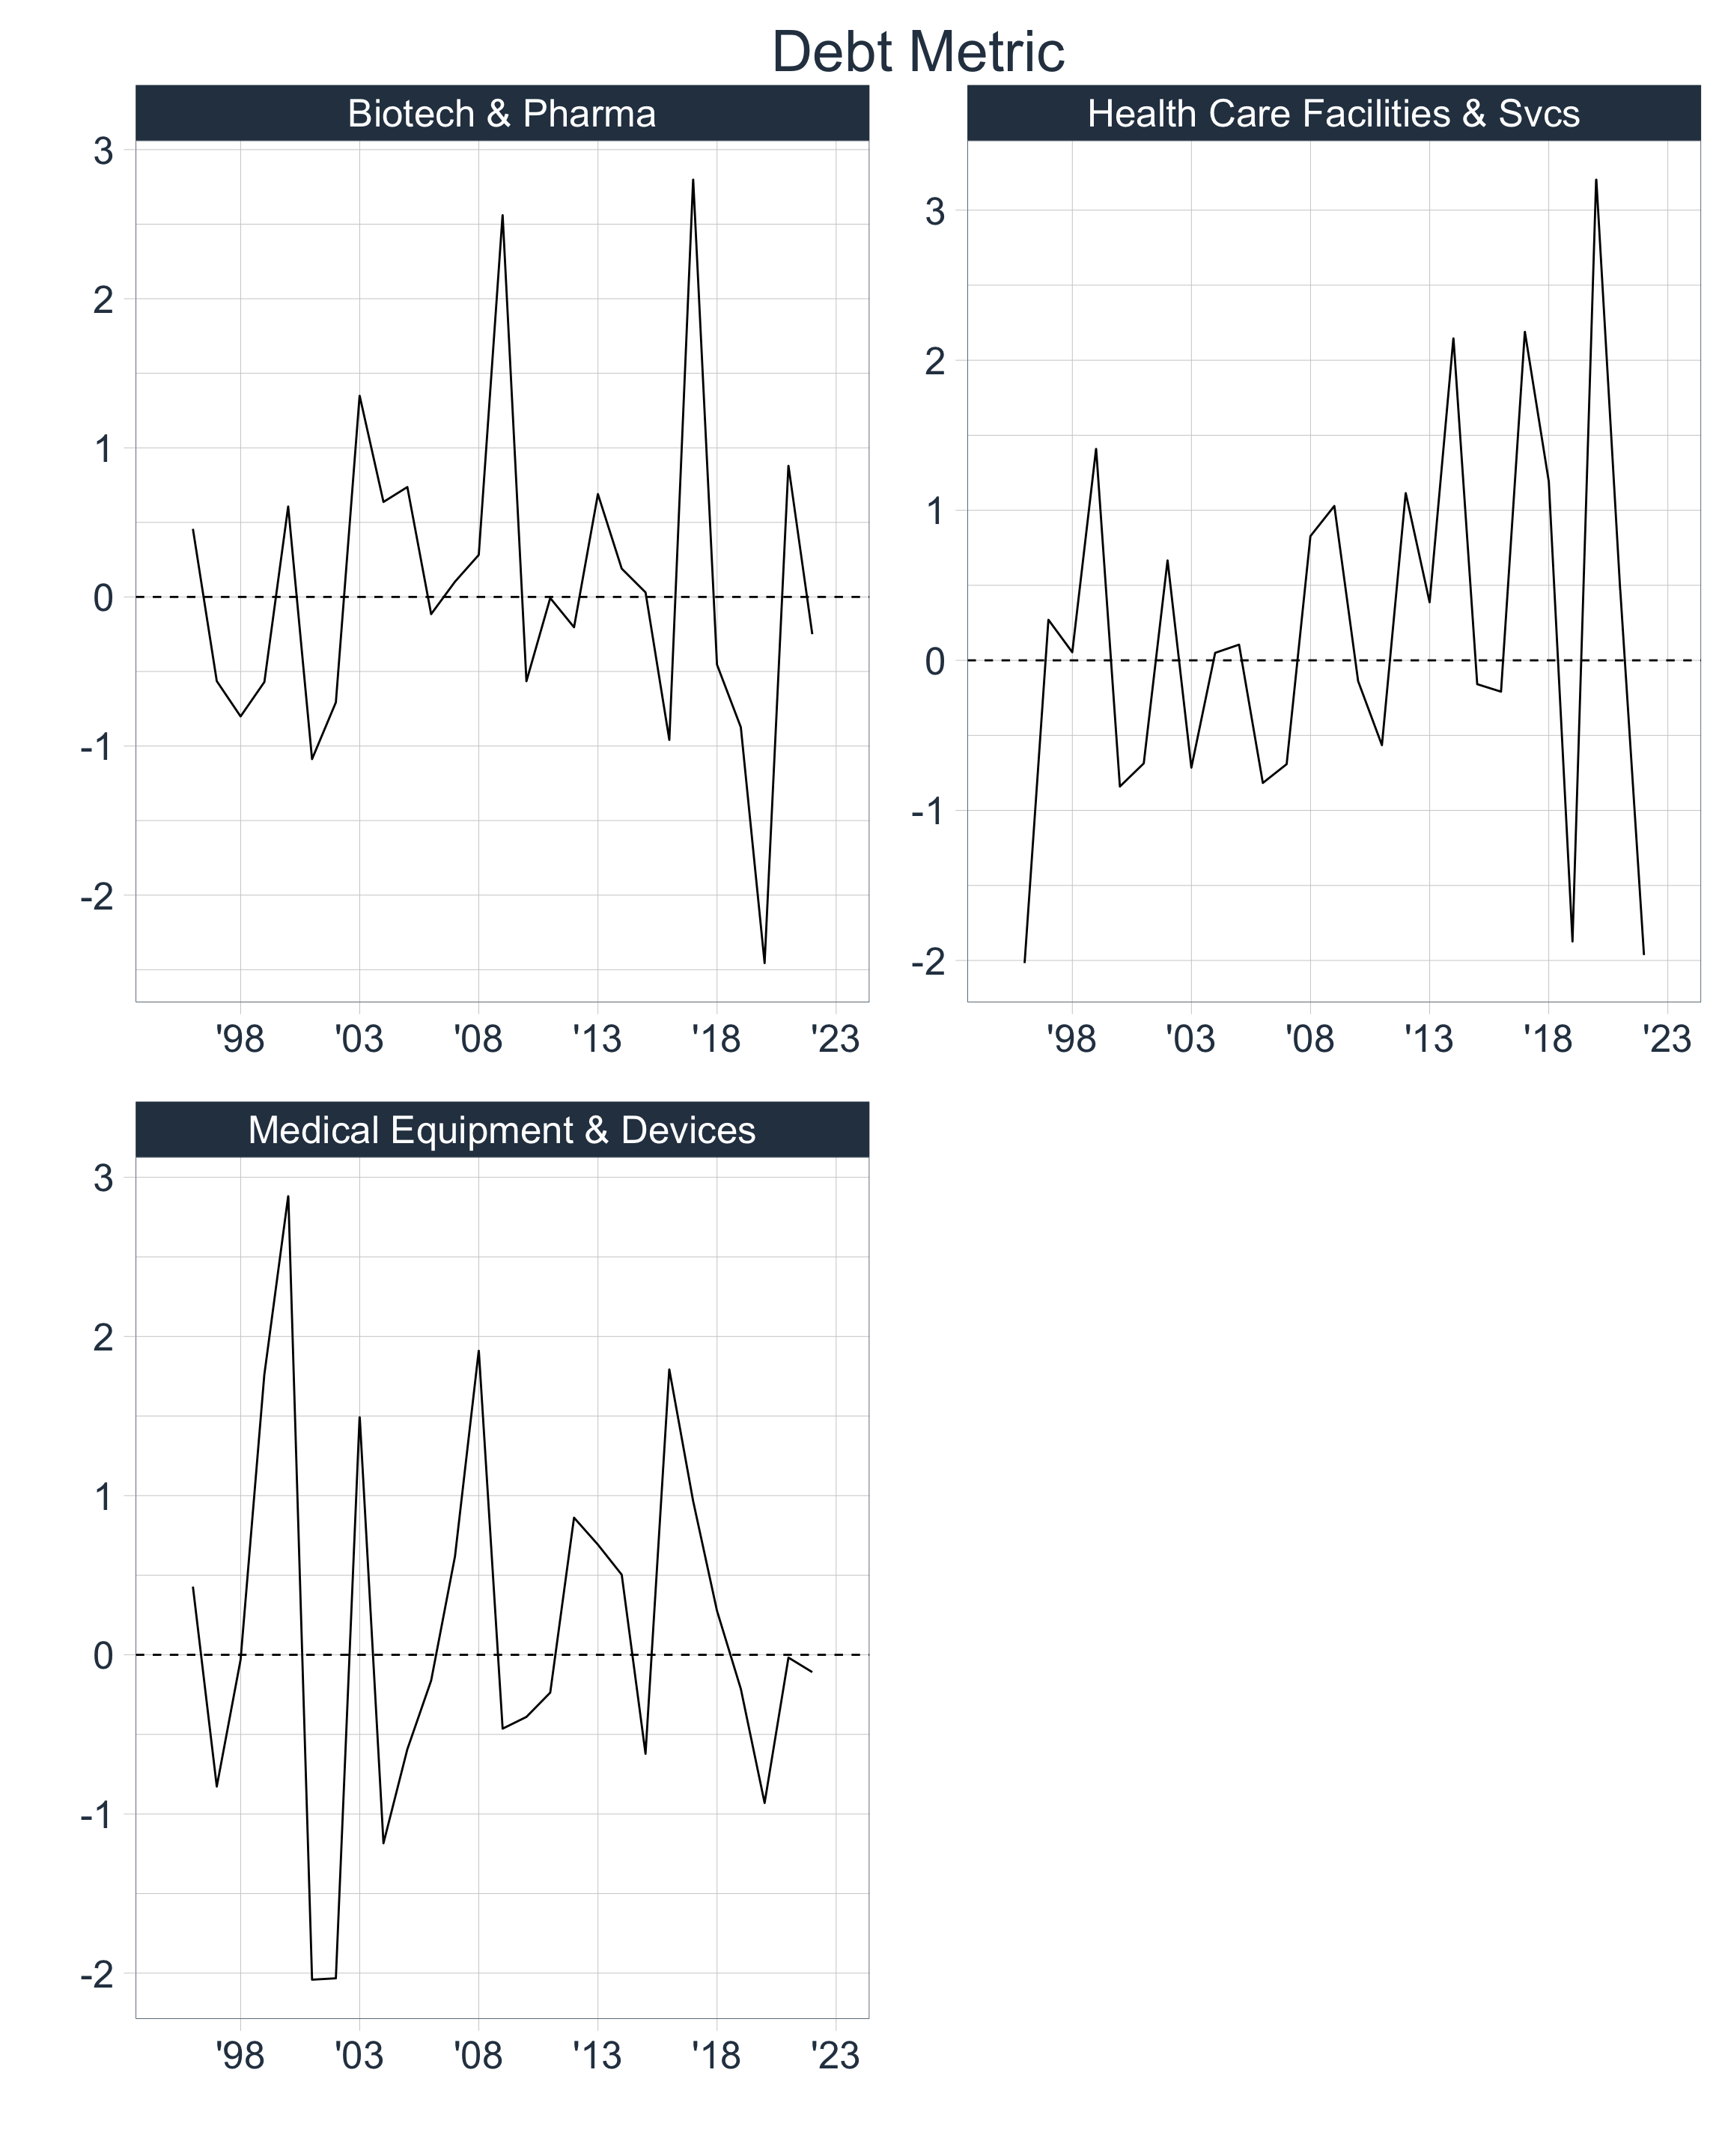 Debt Metric
Biotech & Pharma
3
2
1
0
-1
-2
'98 '03 '08 '13 '18 '23
Health Care Facilities & Svcs
3
2
1
0
-1
-2
'98 '03 '08 '13 '18 '23
Medical Equipment & Devices
3
2
1
0
-1
-2
'98 '03 '08 '13 '18 '23